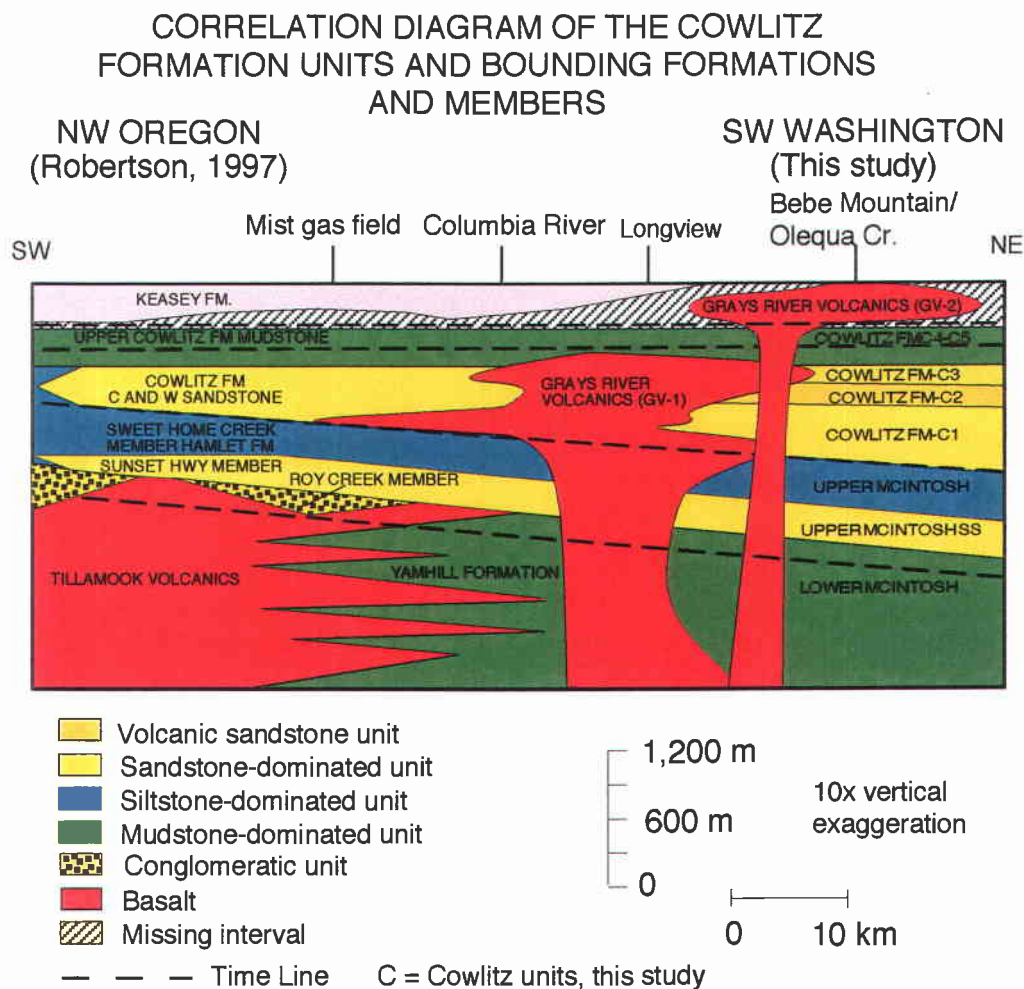 CORRELATION DIAGRAM OF THE COWLITZ
FORMATION UNITS AND BOUNDING FORMATIONS
AND MEMBERS
NW OREGON
(Robertson, 1997)
SW WASHINGTON
(This study)
Mist gas field
Columbia River
Longview
Bebe Mountain/
Olequa Cr.
SW
NE
KEASEY FM.
GRAYS RIVER VOLCANICS (GV-2)
UPPER COWLITZ FM MUDSTONE
COWLITZ FMC4-C5
COWLITZ FM
C AND W SANDSTONE
GRAYS RIVER
VOLCANICS (GV-1)
COWLITZ FM-C3
COWLITZ FM-C2
COWLITZ FM-C1
SWEET HOME CREEK
MEMBER HAMLET FM
SUNSET HWY MEMBER
ROY CREEK MEMBER
UPPER MCINTOSH
UPPER MCINTOSH SS
TILLAMOOK VOLCANICS
YAMHILL FORMATION
LOWER MCINTOSH
Volcanic sandstone unit
Sandstone-dominated unit
Siltstone-dominated unit
Mudstone-dominated unit
Conglomeratic unit
Basalt
Missing interval
Time Line
C = Cowlitz units, this study
1,200 m
600 m
0
10x vertical
exaggeration
0
10 km